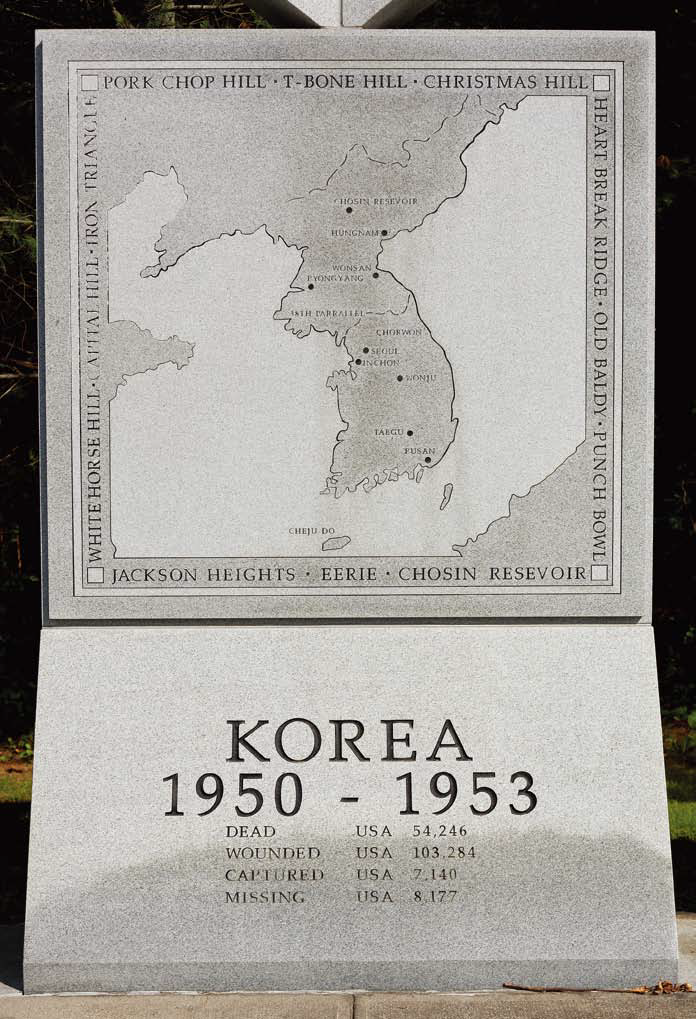 PORK CHOP HILL · T-BONE HILL · CHRISTMAS HILL
HEART BREAK RIDGE · OLD BALDY · PUNCH BOWL
WHITE HORSE HILL · CAPITAL HILL · IRON TRIANGLE
JACKSON HEIGHTS · EERIE · CHOSIN RESEVOIR
CHOSIN RESEVOIR
HUNGNAM
WONSAN
PYONGYANG
38TH PARRALLEL
CHORWON
SEOUL
INCHON
WONJU
TAEGU
PUSAN
CHEJU DO
KOREA
1950 - 1953
DEAD USA 54,246
WOUNDED USA 103,284
CAPTURED USA 7,140
MISSING USA 8,177